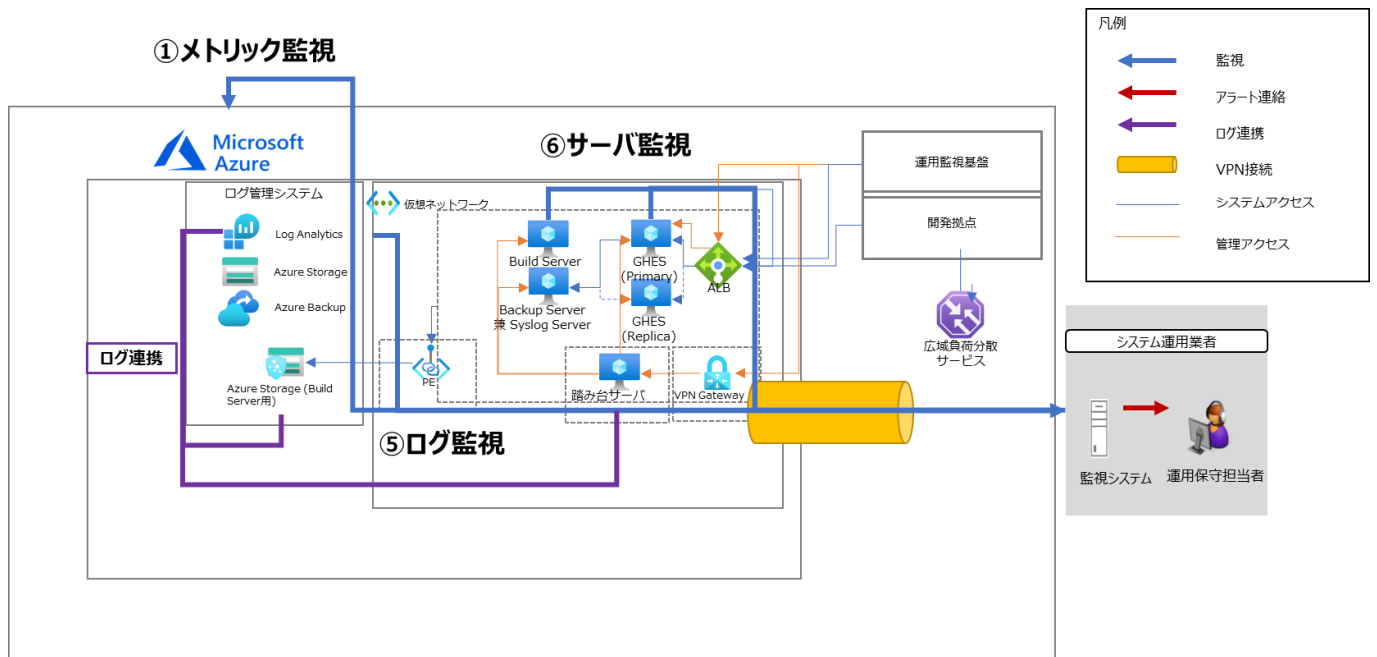 ①メトリック監視
Microsoft
Azure
⑥サーバ監視
ログ管理システム
Log Analytics
Azure Storage
Azure Backup
Azure Storage (Build
Server用)
ログ連携
仮想ネットワーク
Build Server
Backup Server
兼 Syslog Server
GHES
(Primary)
GHES
(Replica)
ALB
PE
踏み台サーバ
VPN Gateway
⑤ログ監視
運用監視基盤
開発拠点
広域負荷分散
サービス
凡例
監視
アラート連絡
ログ連携
VPN接続
システムアクセス
管理アクセス
システム運用業者
監視システム
運用保守担当者